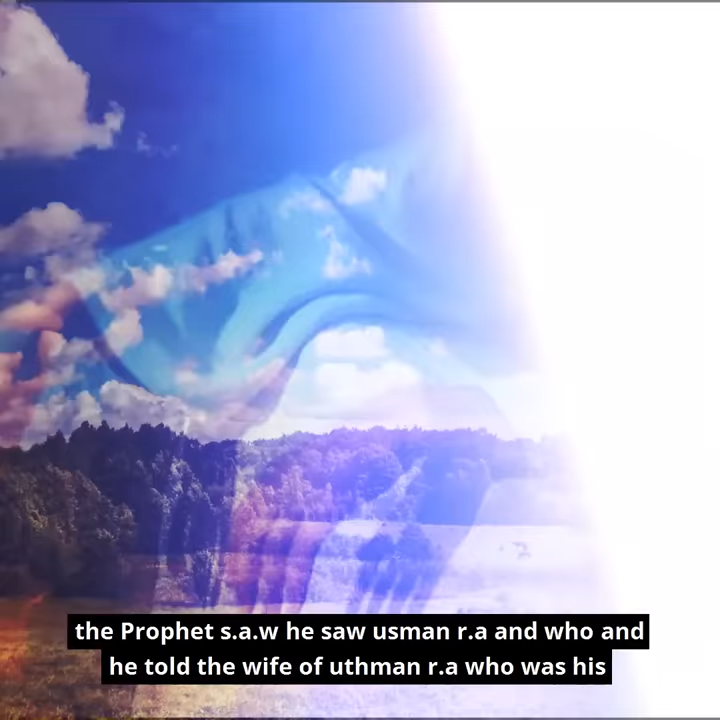 the Prophet s.a.w he saw usman r.a and who and
he told the wife of uthman r.a who was his